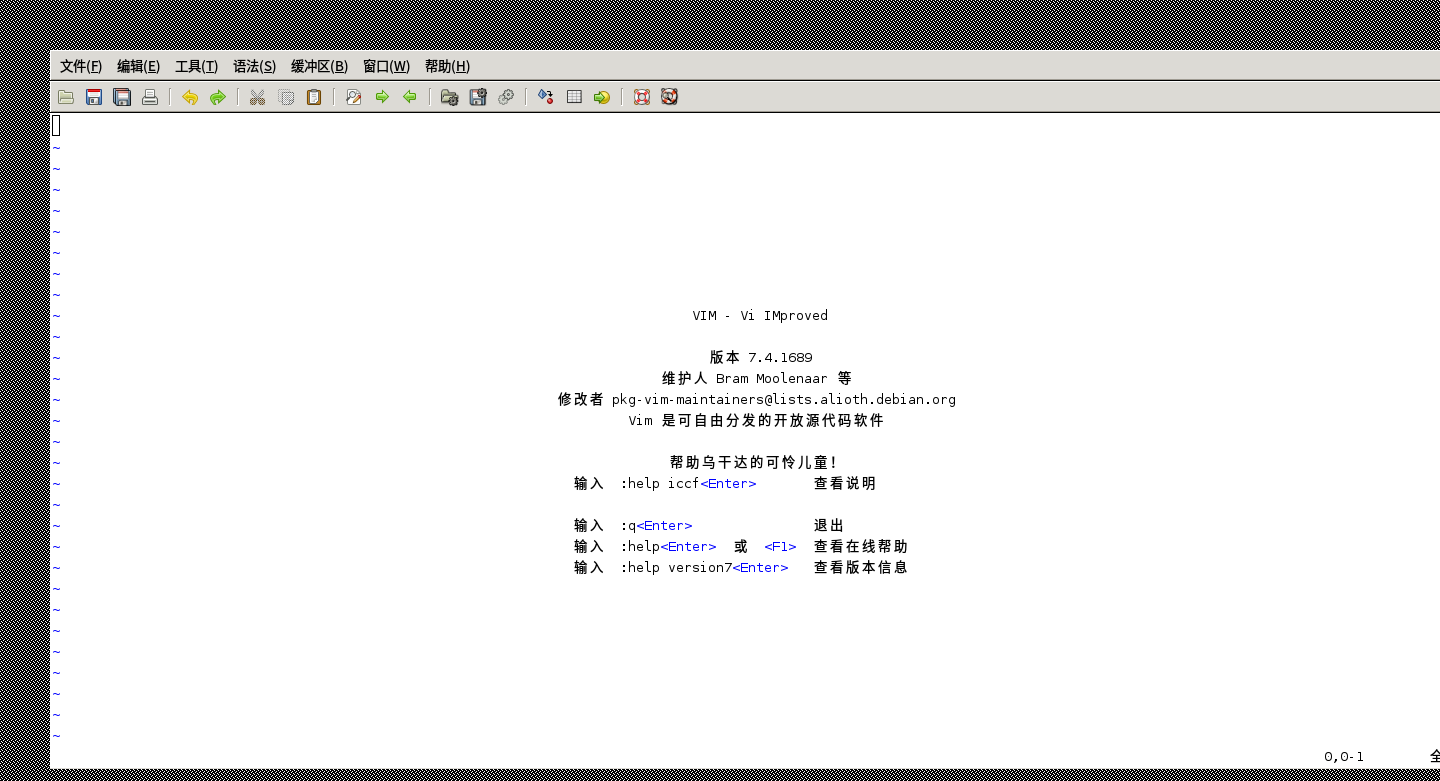 文件(F) 编辑(E) 工具(T) 语法(S) 缓冲区(B) 窗口(W) 帮助(H)
~
~
~
~
~
~
~
~
~ VIM - Vi IMproved
~
~ 版本 7.4.1689
~ 维护人 Bram Moolenaar 等
~ 修改者 pkg-vim-maintainers@lists.alioth.debian.org
~ Vim 是可自由分发的开放源代码软件
~
~ 帮助乌干达的可怜儿童!
~ 输入 :help iccf<Enter> 查看说明
~
~ 输入 :q<Enter> 退出
~ 输入 :help<Enter> 或 <F1> 查看在线帮助
~ 输入 :help version7<Enter> 查看版本信息
~
~
~
~
~
~
~
~
0,0-1 全